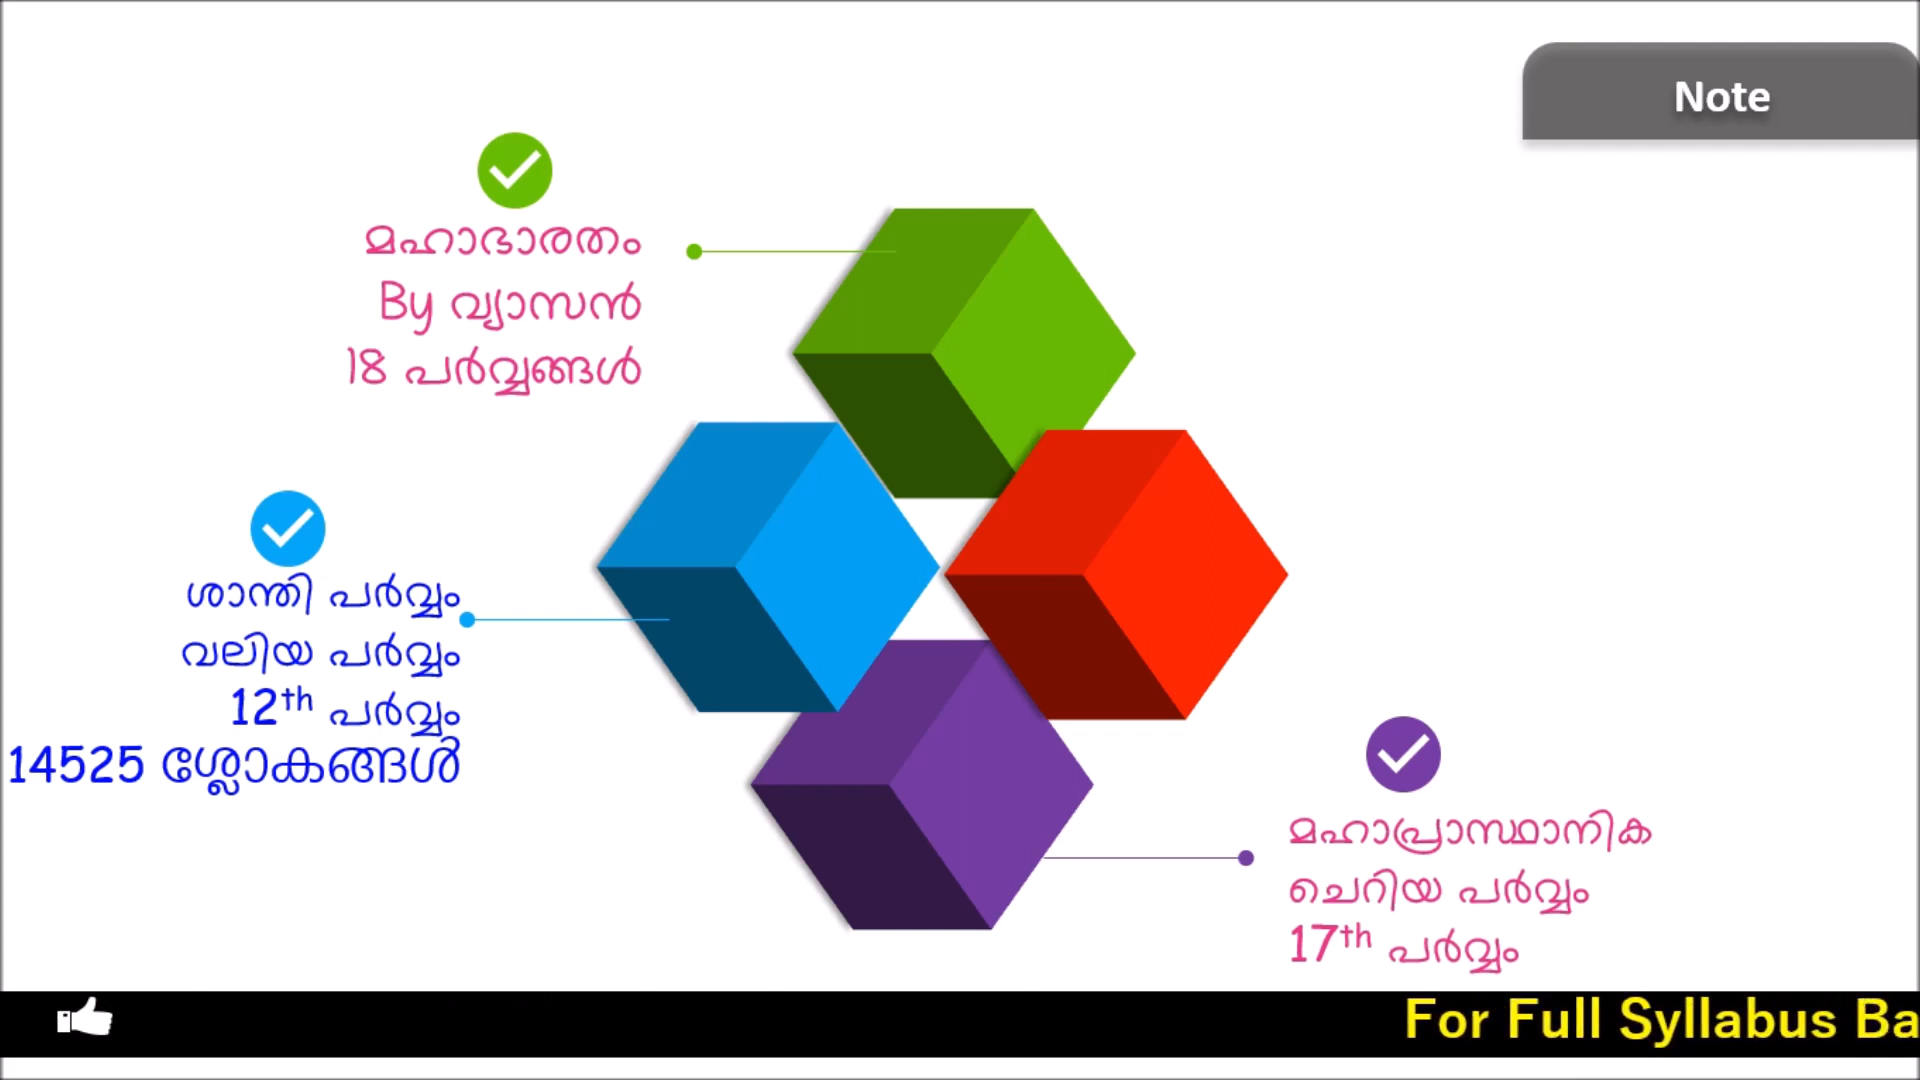 Note
മഹാഭാരതം
By വ്യാസൻ
18 പർവ്വങ്ങൾ
ശാന്തി പർവ്വം
വലിയ പർവ്വം
12th പർവ്വം
14525 ശ്ലോകങ്ങൾ
മഹാപ്രാസ്ഥാനിക
ചെറിയ പർവ്വം
17th പർവ്വം
For Full Syllabus Ba